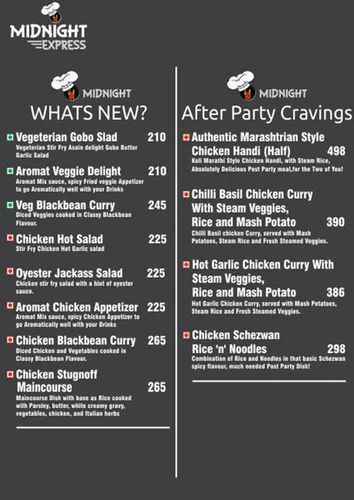 MIDNIGHT
EXPRESS
MIDNIGHT
WHATS NEW?
Vegeterian Gobo Slad 210
Vegeterian Stir Fry Asain delight Gobo Butter
Garlic Salad
Aromat Veggie Delight 210
Aromat Mix sauce, spicy Fried veggie Appetizer
to go Aromatically well with your Drinks
Veg Blackbean Curry 245
Diced Veggies cooked in Classy Blackbean
Flavour.
Chicken Hot Salad 225
Stir Fry Chicken Hot Garlic salad
Oyester Jackass Salad 225
Chicken stir fry salad with a hint of oyester
sauce.
Aromat Chicken Appetizer 225
Aromat Mix sauce, spicy Chicken Appetizer to
go Aromatically well with your Drinks
Chicken Blackbean Curry 265
Diced Chicken and Vegetables cooked in
Classy Blackbean Flavour.
Chicken Stugnoff
Maincourse 265
Maincourse Dish with base as Rice cooked
with Parsley, butter, white creamy gravy,
vegetables, chicken, and Italian herbs
MIDNIGHT
After Party Cravings
Authentic Marashtrian Style
Chicken Handi (Half) 498
Koli Marathi Style Chicken Handi, with Steam Rice,
Absolutely Delicious Post Party meal,for the Two of You!
Chilli Basil Chicken Curry
With Steam Veggies,
Rice and Mash Potato 390
Chilli Basil chicken Curry, served with Mash
Potatoes, Steam Rice and Fresh Steamed Veggies.
Hot Garlic Chicken Curry With
Steam Veggies,
Rice and Mash Potato 386
Hot Garlic Chicken Curry, served with Mash Potatoes,
Steam Rice and Fresh Steamed Veggies.
Chicken Schezwan
Rice 'n' Noodles 298
Combination of Rice and Noodles in that basic Schezwan
spicy flavour, much needed Post Party Dish!